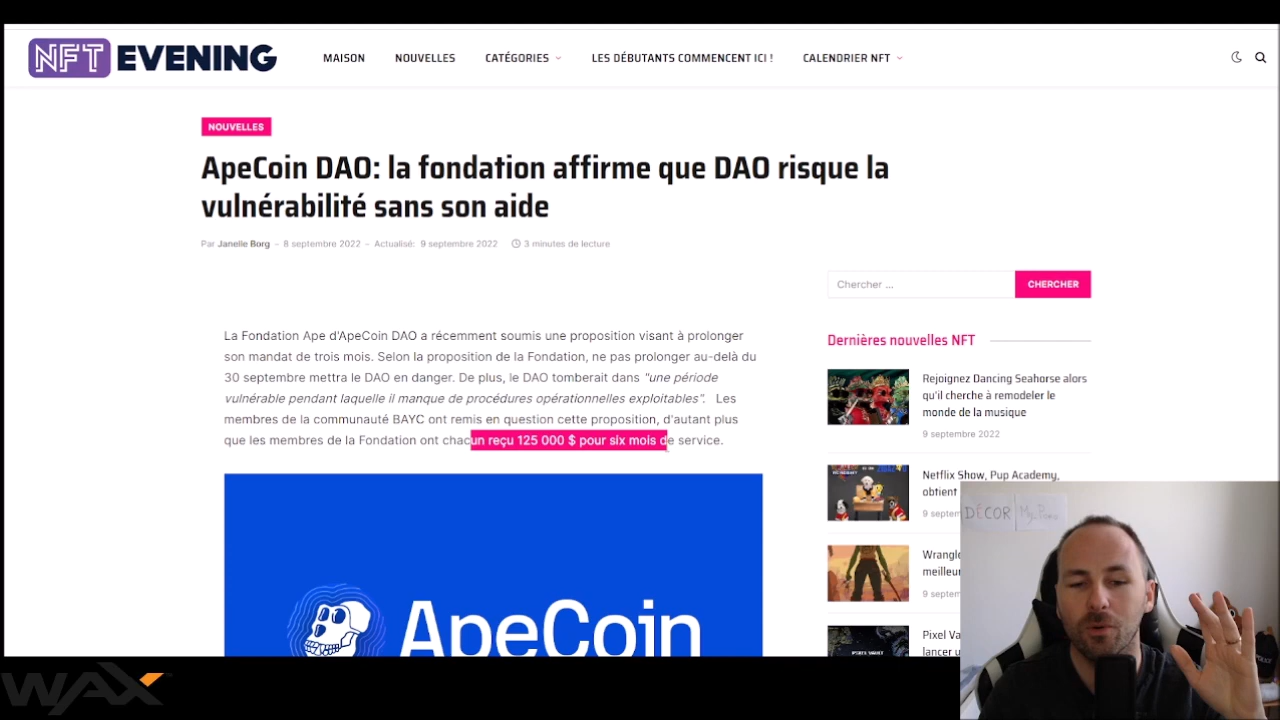 NFT EVENING
MAISON NOUVELLES CATÉGORIES LES DÉBUTANTS COMMENCENT ICI ! CALENDRIER NFT
NOUVELLES
ApeCoin DAO: la fondation affirme que DAO risque la
vulnérabilité sans son aide
Par Janelle Borg – 8 septembre 2022 – Actualisé: 9 septembre 2022 3 minutes de lecture
La Fondation Ape d'ApeCoin DAO a récemment soumis une proposition visant à prolonger
son mandat de trois mois. Selon la proposition de la Fondation, ne pas prolonger au-delà du
30 septembre mettra le DAO en danger. De plus, le DAO tomberait dans "une période
vulnérable pendant laquelle il manque de procédures opérationnelles exploitables". Les
membres de la communauté BAYC ont remis en question cette proposition, d'autant plus
que les membres de la Fondation ont chacun reçu 125 000 $ pour six mois de service.
ApeCoin
Chercher ...
CHERCHER
Dernières nouvelles NFT
Rejoignez Dancing Seahorse alors
qu'il cherche à remodeler le
monde de la musique
9 septembre 2022
Netflix Show, Pup Academy,
obtient
9 septem
Wrangle
meilleur
9 septem
Pixel Va
lancer u
PIXEL VAULT
DÉCOR
WAX